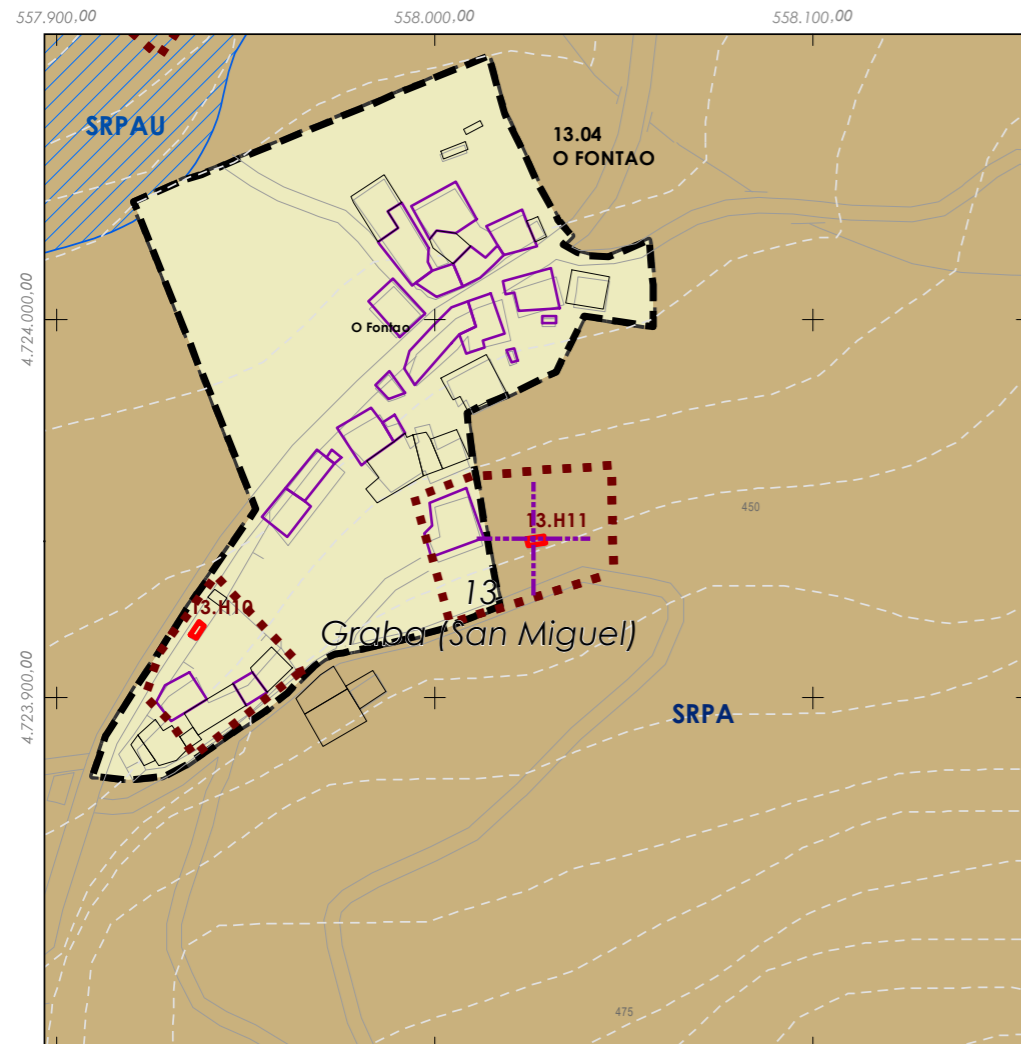 557.900,00
558.000,00
558.100,00
SRPAU
13.04
O FONTAO
4.724.000,00
O Fontao
450
13.H11
13
13.H10
Graba (San Miguel)
4.723.900,00
SRPA
475